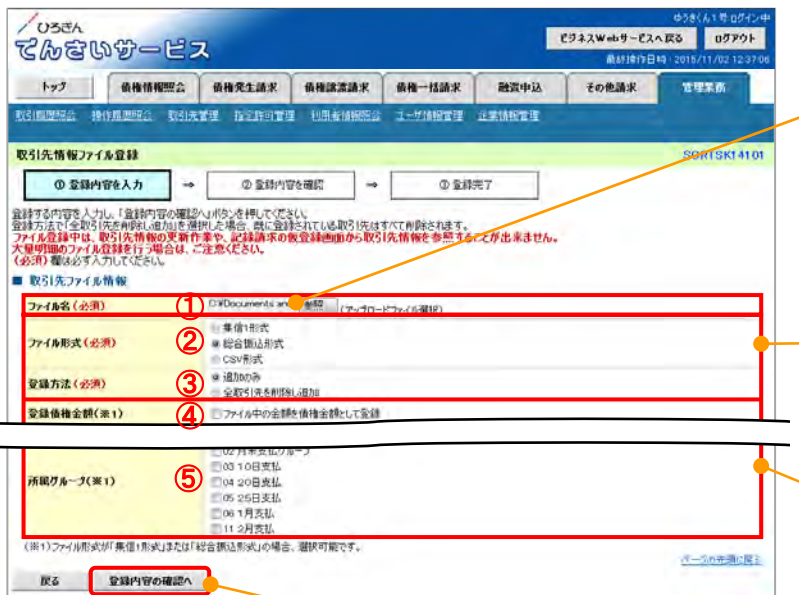 ひろぎん
でんさいサービス
ゆうきくん1号ログイン中
ビジネスWebサービスへ戻る ログアウト
最終操作日時：2015/11/02 12:37:06
トップ 債権情報照会 債権発生請求 債権譲渡請求 債権一括請求 融資申込 その他請求 管理業務
取引履歴照会 操作履歴照会 取引先管理 指定許可管理 利用者情報照会 ユーザ情報管理 企業情報管理
取引先情報ファイル登録
SCRTSK14101
① 登録内容を入力 ⇒ ② 登録内容を確認 ⇒ ③ 登録完了
登録する内容を入力し、「登録内容の確認へ」ボタンを押してください。
登録方法で「全取引先を削除し追加」を選択した場合、既に登録されている取引先はすべて削除されます。
ファイル登録中は、取引先情報の更新作業や、記録請求の仮登録画面から取引先情報を参照することが出来ません。
大量明細のファイル登録を行う場合は、ご注意ください。
(必須) 欄は必ず入力してください。
■ 取引先ファイル情報
ファイル名 (必須) ① C:¥Documents an 参照 (アップロードファイル選択)
ファイル形式 (必須) ②
集信1形式
総合振込形式
CSV形式
登録方法 (必須) ③
追加のみ
全取引先を削除し追加
登録債権金額(※1) ④ ファイル中の金額を債権金額として登録
02 月末支払グループ
所属グループ(※1) ⑤
03 10日支払
04 20日支払
05 25日支払
06 1月支払
11 2月支払
(※1)ファイル形式が「集信1形式」または「総合振込形式」の場合、選択可能です。
ページの先頭に戻る
戻る 登録内容の確認へ